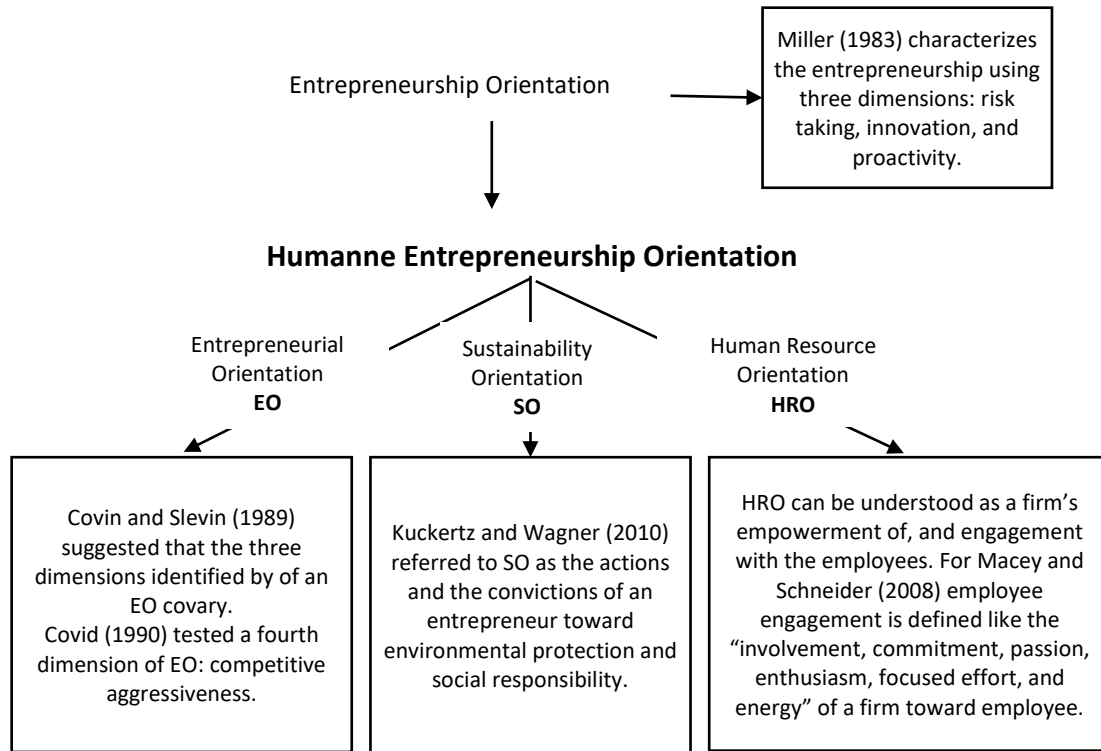 Entrepreneurship Orientation
Miller (1983) characterizes
the entrepreneurship using
three dimensions: risk
taking, innovation, and
proactivity.
Humanne Entrepreneurship Orientation
Entrepreneurial
Orientation
EO
Sustainability
Orientation
SO
Human Resource
Orientation
HRO
Covin and Slevin (1989)
suggested that the three
dimensions identified by of an
EO covary.
Covid (1990) tested a fourth
dimension of EO: competitive
aggressiveness.
Kuckertz and Wagner (2010)
referred to SO as the actions
and the convictions of an
entrepreneur toward
environmental protection and
social responsibility.
HRO can be understood as a firm’s
empowerment of, and engagement
with the employees. For Macey and
Schneider (2008) employee
engagement is defined like the
“involvement, commitment, passion,
enthusiasm, focused effort, and
energy” of a firm toward employee.